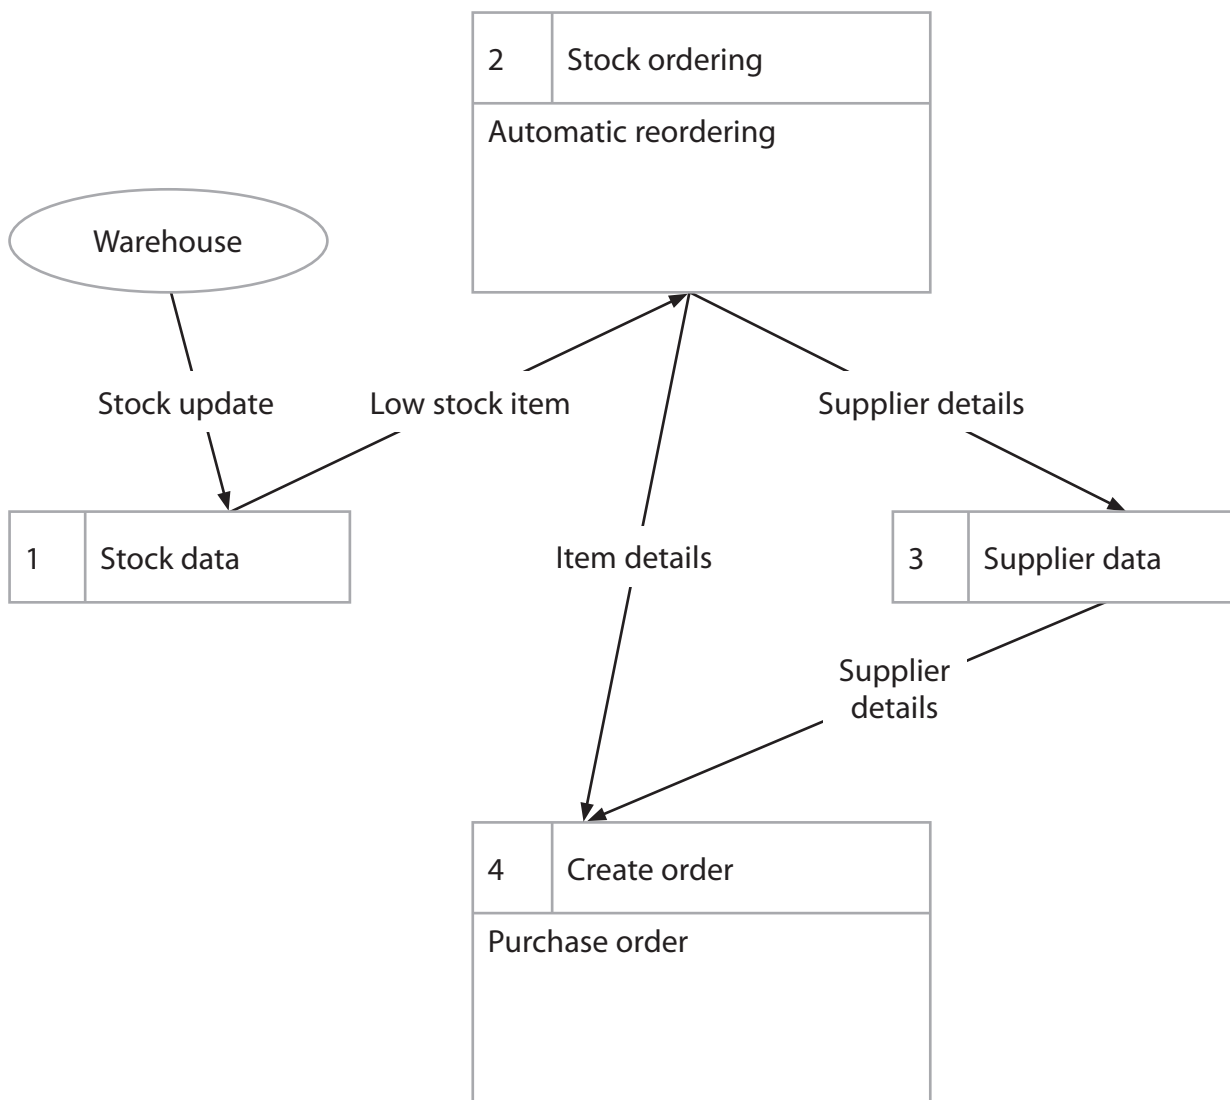 2
Stock ordering
Automatic reordering
Warehouse
Stock update
Low stock item
Supplier details
1
Stock data
Item details
3
Supplier data
Supplier
details
4
Create order
Purchase order